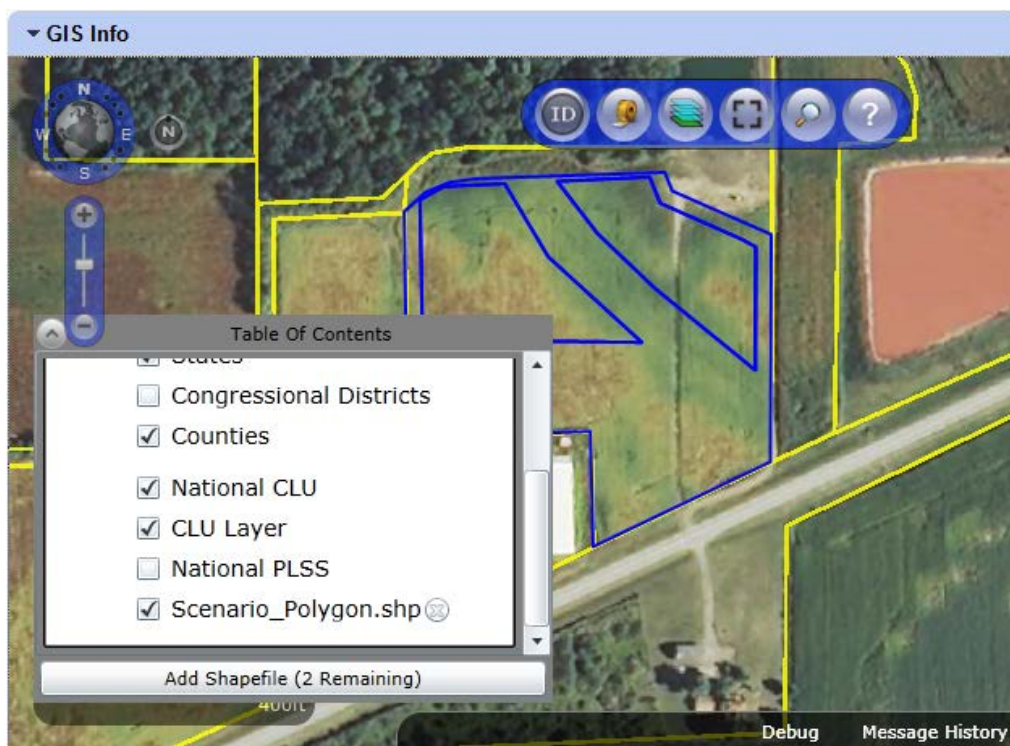 GIS Info
N
W
E
S
N
ID
?
Table Of Contents
States
Congressional Districts
Counties
National CLU
CLU Layer
National PLSS
Scenario_Polygon.shp
Add Shapefile (2 Remaining)
400ft
Debug Message History